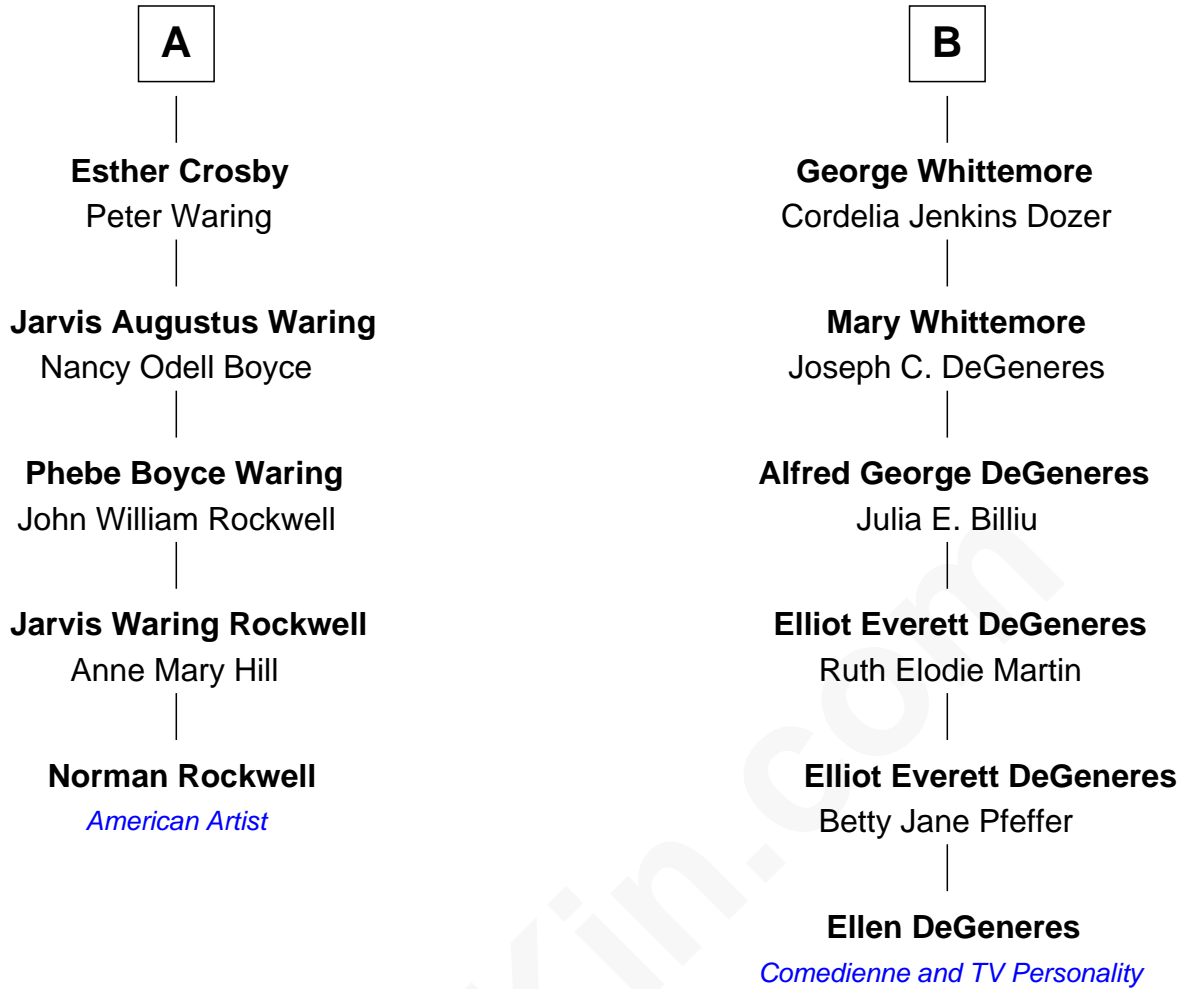 A
Esther Crosby
Peter Waring
Jarvis Augustus Waring
Nancy Odell Boyce
Phebe Boyce Waring
John William Rockwell
Jarvis Waring Rockwell
Anne Mary Hill
Norman Rockwell
American Artist
B
George Whittemore
Cordelia Jenkins Dozer
Mary Whittemore
Joseph C. DeGeneres
Alfred George DeGeneres
Julia E. Billiu
Elliot Everett DeGeneres
Ruth Elodie Martin
Elliot Everett DeGeneres
Betty Jane Pfeffer
Ellen DeGeneres
Comedienne and TV Personality
Kin.com